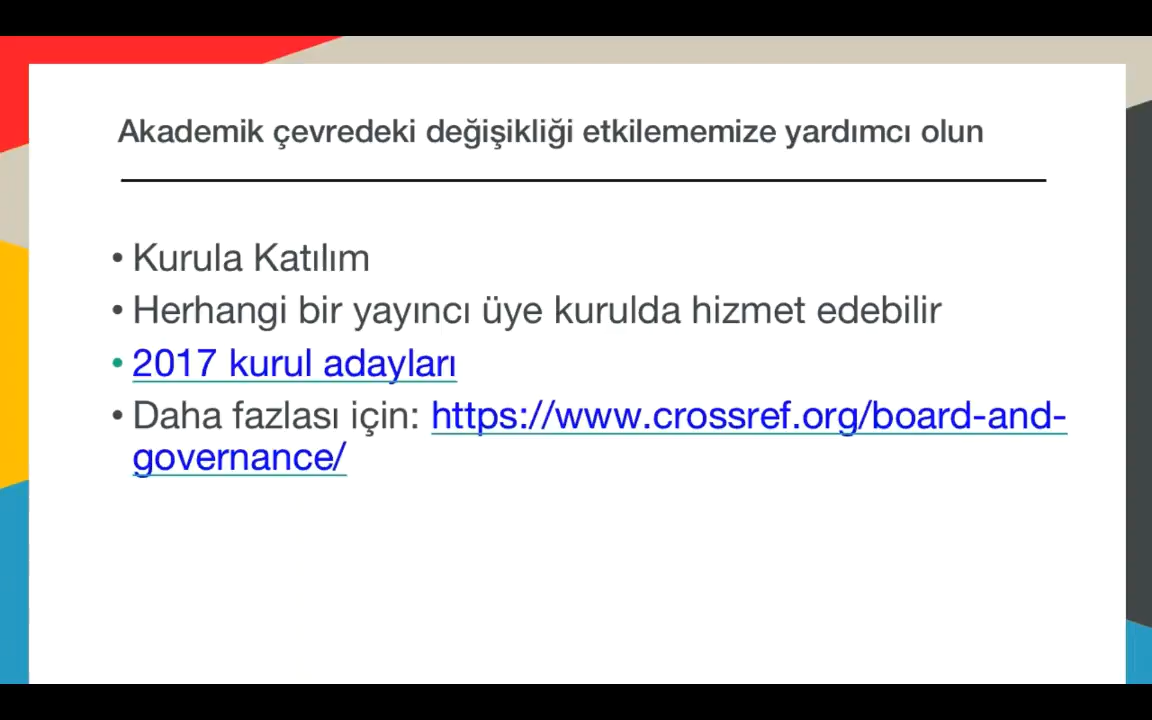 Akademik çevredeki değişikliği etkilememize yardımcı olun
• Kurula Katılım
• Herhangi bir yayıncı üye kurulda hizmet edebilir
• 2017 kurul adayları
• Daha fazlası için: https://www.crossref.org/board-and-
governance/